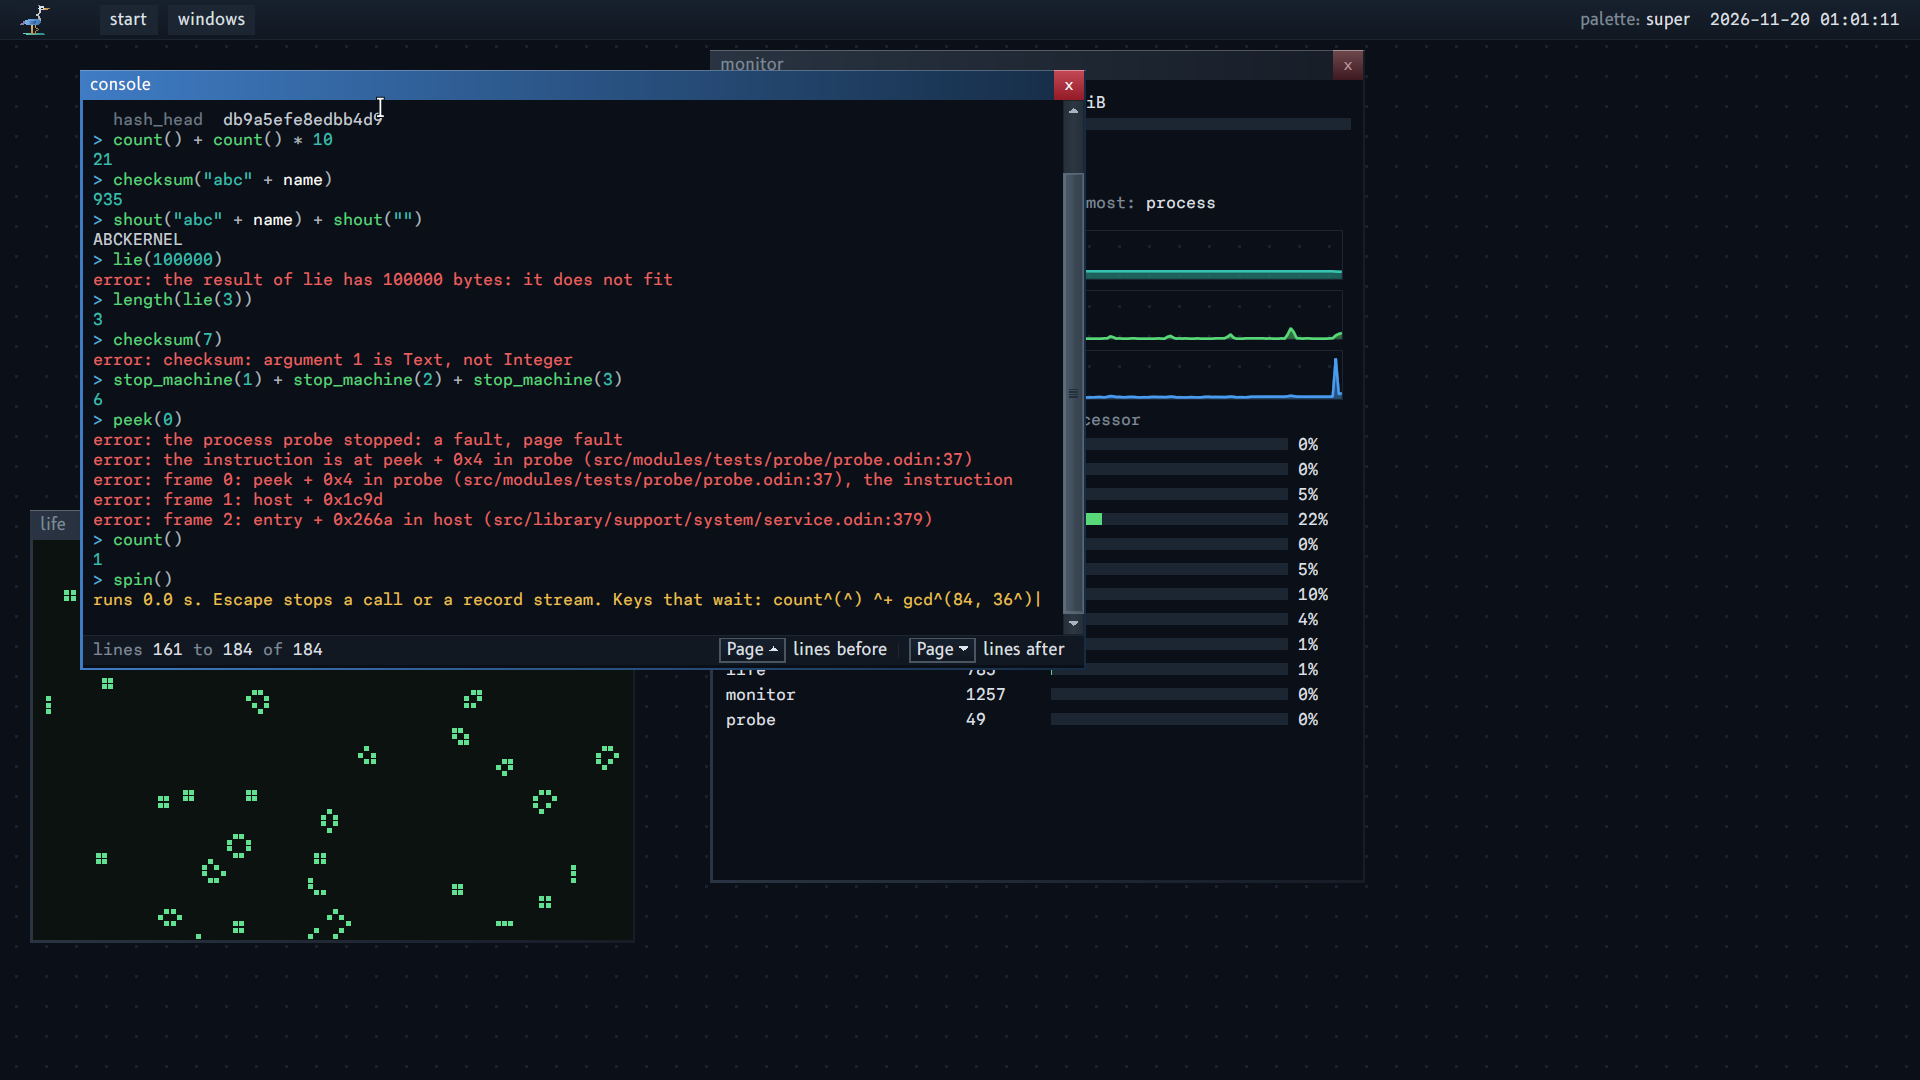 start windows palette: super 2026-11-20 01:01:11
monitor x
console x
iB
hash_head db9a5efe8edbb4d9
> count() + count() * 10
21
> checksum("abc" + name)
935
> shout("abc" + name) + shout("")
ABCKERNEL
> lie(100000)
error: the result of lie has 100000 bytes: it does not fit
> length(lie(3))
3
> checksum(7)
error: checksum: argument 1 is Text, not Integer
> stop_machine(1) + stop_machine(2) + stop_machine(3)
6
> peek(0)
error: the process probe stopped: a fault, page fault
error: the instruction is at peek + 0x4 in probe (src/modules/tests/probe/probe.odin:37)
error: frame 0: peek + 0x4 in probe (src/modules/tests/probe/probe.odin:37), the instruction
error: frame 1: host + 0x1c9d
error: frame 2: entry + 0x266a in host (src/library/support/system/service.odin:379)
> count()
1
> spin()
runs 0.0 s. Escape stops a call or a record stream. Keys that wait: count^(^) ^+ gcd^(84, 36^)|
lines 161 to 184 of 184 Page lines before Page lines after
most: process
cessor
0%
0%
5%
22%
0%
5%
10%
4%
1%
life 785 1%
monitor 1257 0%
probe 49 0%
life